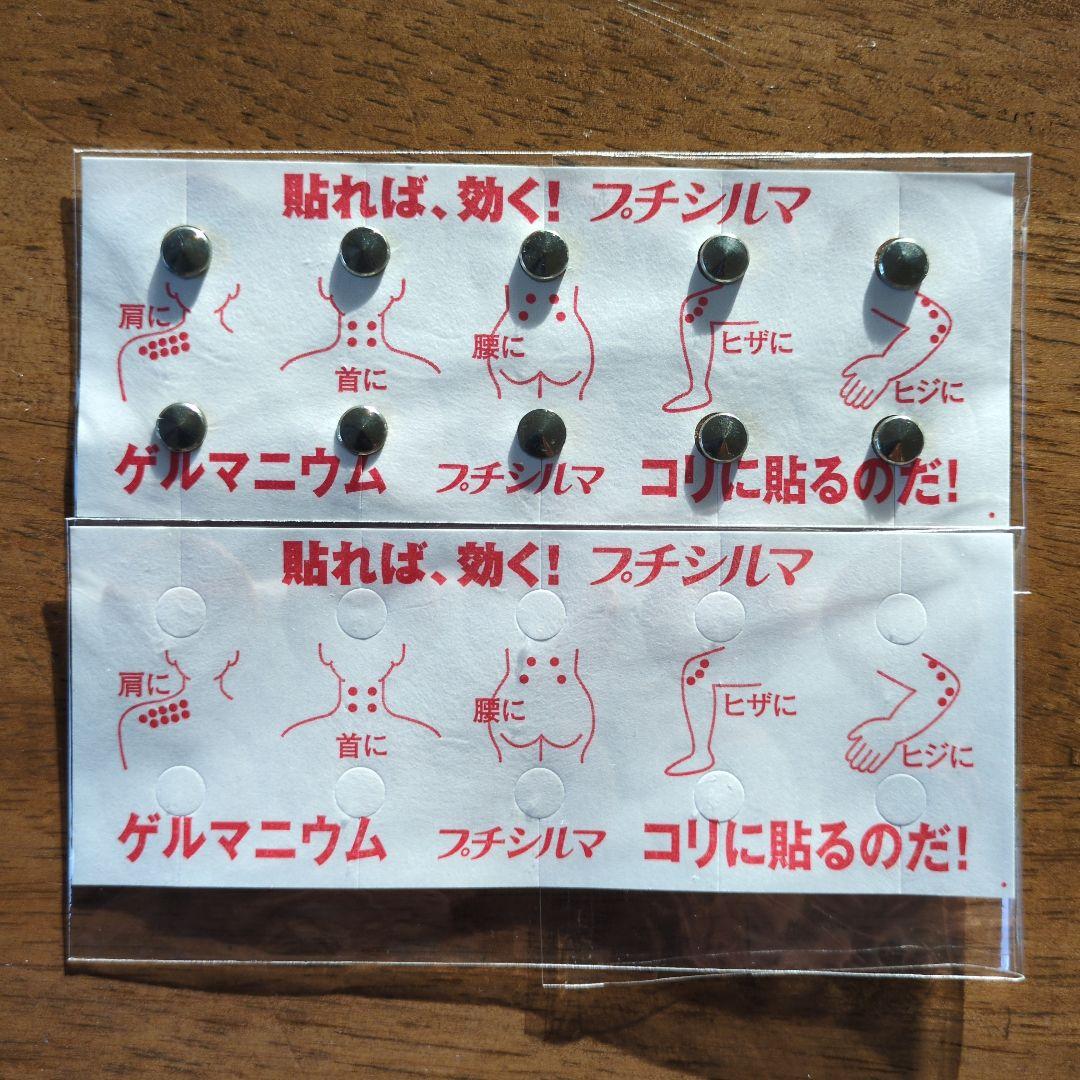 貼れば、効く! プチシルマ
肩に
首に
腰に
ヒザに
ヒジに
ゲルマニウム プチシルマ コリに貼るのだ!
貼れば、効く! プチシルマ
肩に
首に
腰に
ヒザに
ヒジに
ゲルマニウム プチシルマ コリに貼るのだ!